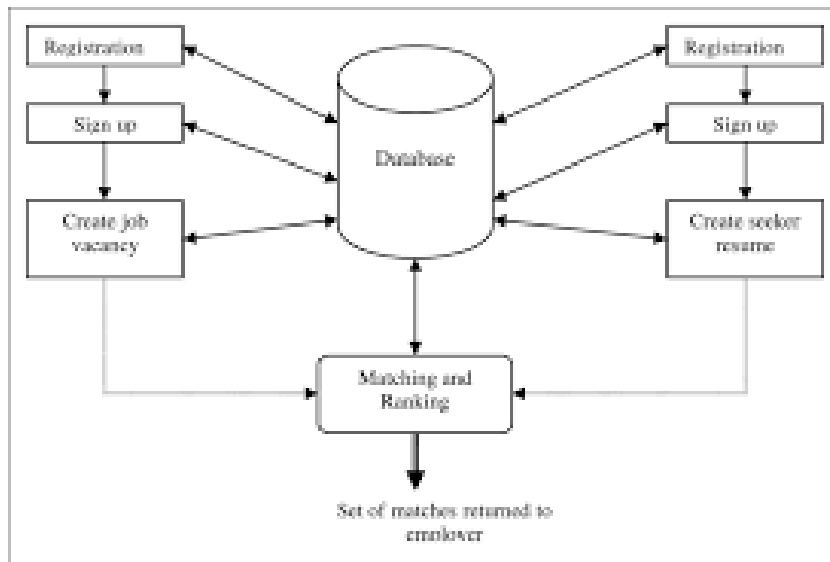 Registration
Sign up
Create job
vacancy
Database
Registration
Sign up
Create seeker
resume
Matching and
Ranking
Set of matches returned to
employer